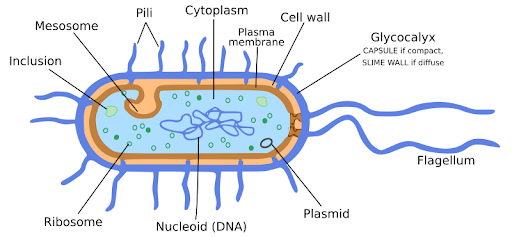 Pili
Cytoplasm
Mesosome
Cell wall
Plasma
membrane
Glycocalyx
CAPSULE if compact,
SLIME WALL if diffuse
Inclusion
Flagellum
Ribosome
Nucleoid (DNA)
Plasmid